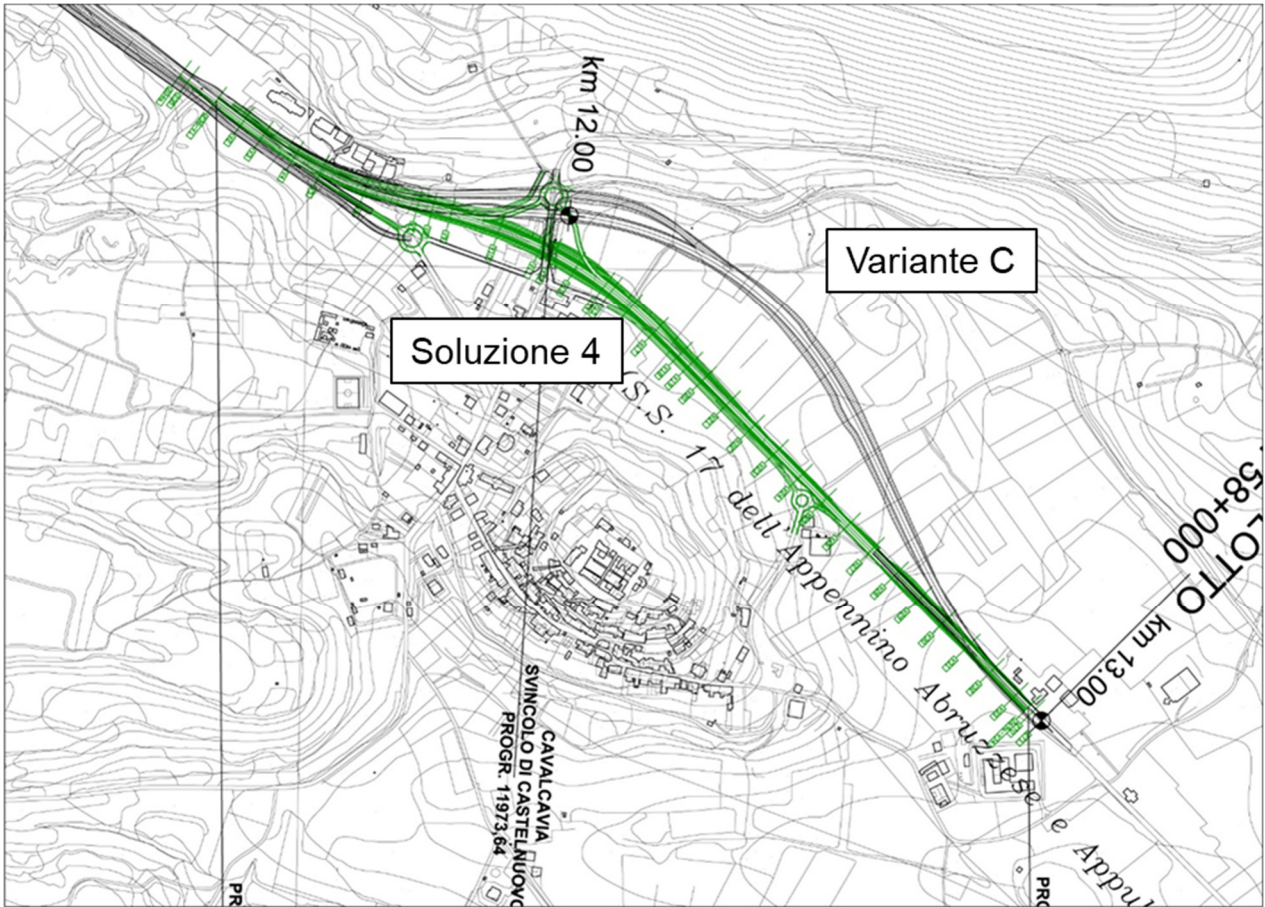 km 12.00
Variante C
Soluzione 4
S.S. 17 dell'Appennino Abruzzese e Appul
58+000
LOTTO
km 13.00
CAVALCAVIA
SVINCOLO DI CASTELNUOVO
PROGR. 11973,64
PR
PRO